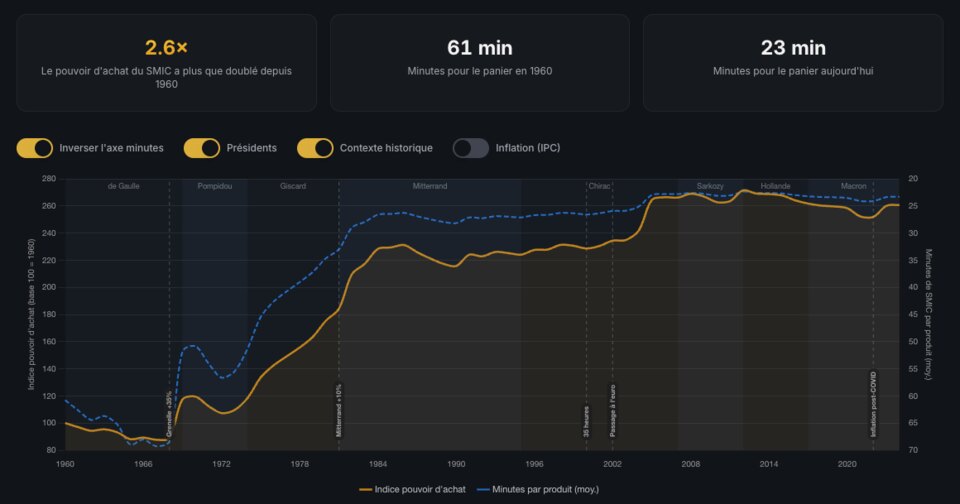 2.6×
Le pouvoir d'achat du SMIC a plus que doublé depuis
1960
61 min
Minutes pour le panier en 1960
23 min
Minutes pour le panier aujourd'hui
Inverser l'axe minutes
Présidents
Contexte historique
Inflation (IPC)
de Gaulle
Pompidou
Giscard
Mitterrand
Chirac
Sarkozy
Hollande
Macron
Indice pouvoir d'achat (base 100 = 1960)
280
260
240
220
200
180
160
140
120
100
80
20
25
30
35
40
45
50
55
60
65
70
Minutes de SMIC par produit (moy.)
Grenelle +35%
Mitterrand +10%
35 heures
Passage à l'euro
Inflation post-COVID
1960
1966
1972
1978
1984
1990
1996
2002
2008
2014
2020
Indice pouvoir d'achat
Minutes par produit (moy.)